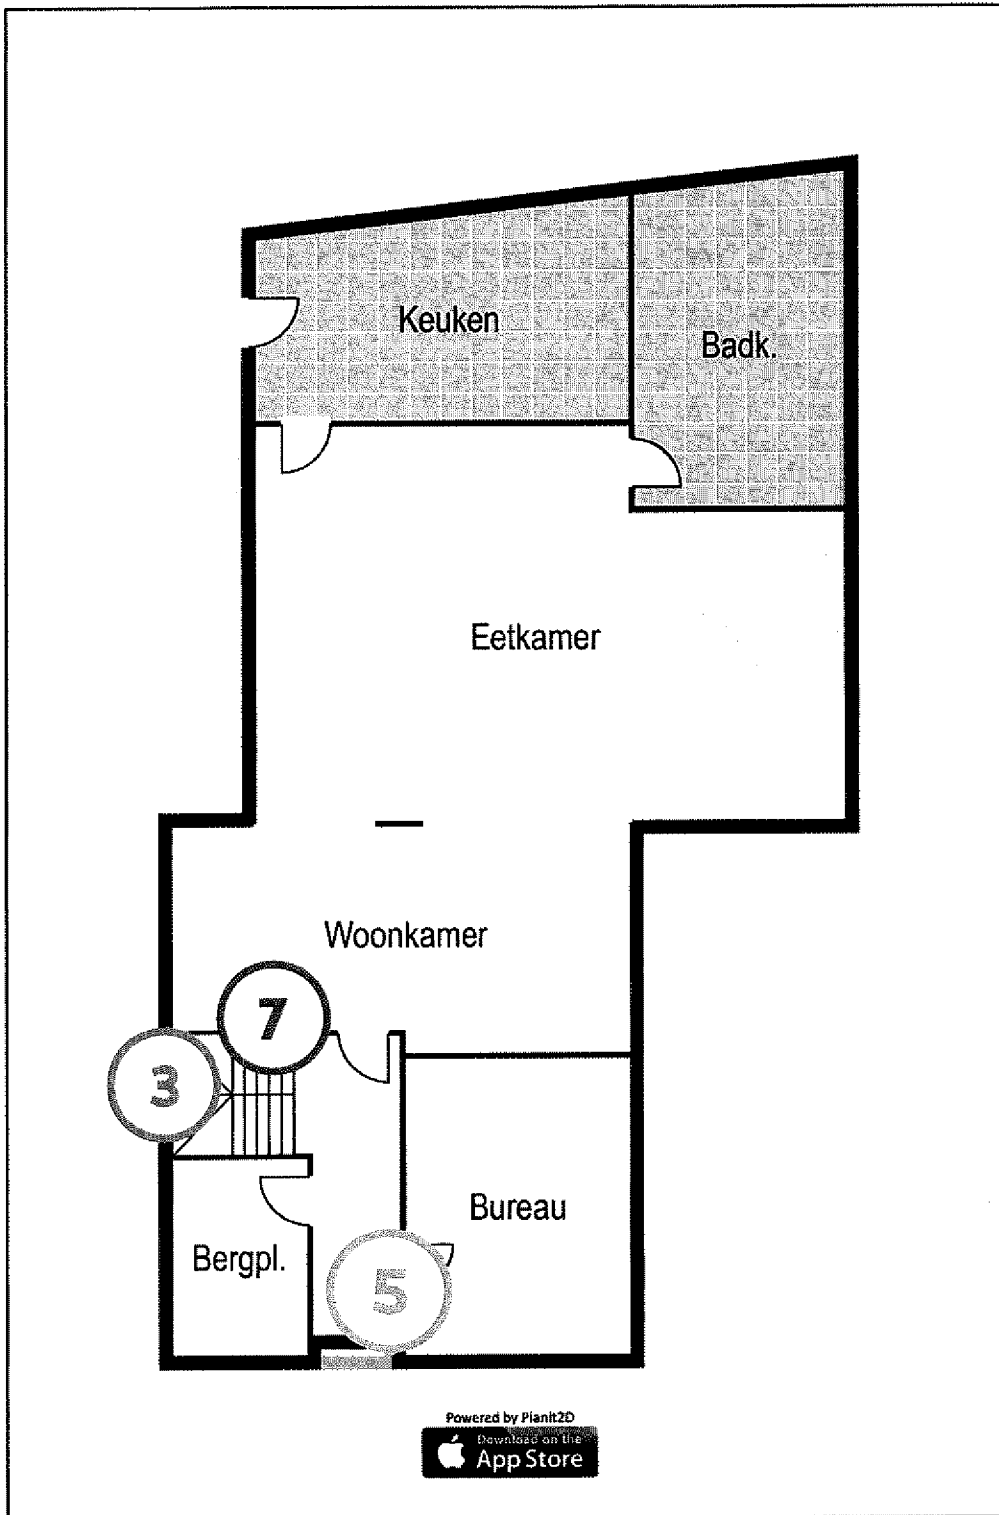 Keuken
Badk.
Eetkamer
Woonkamer
7
3
Bureau
Bergpl.
5
Powered by Planit2D
Download on the
App Store